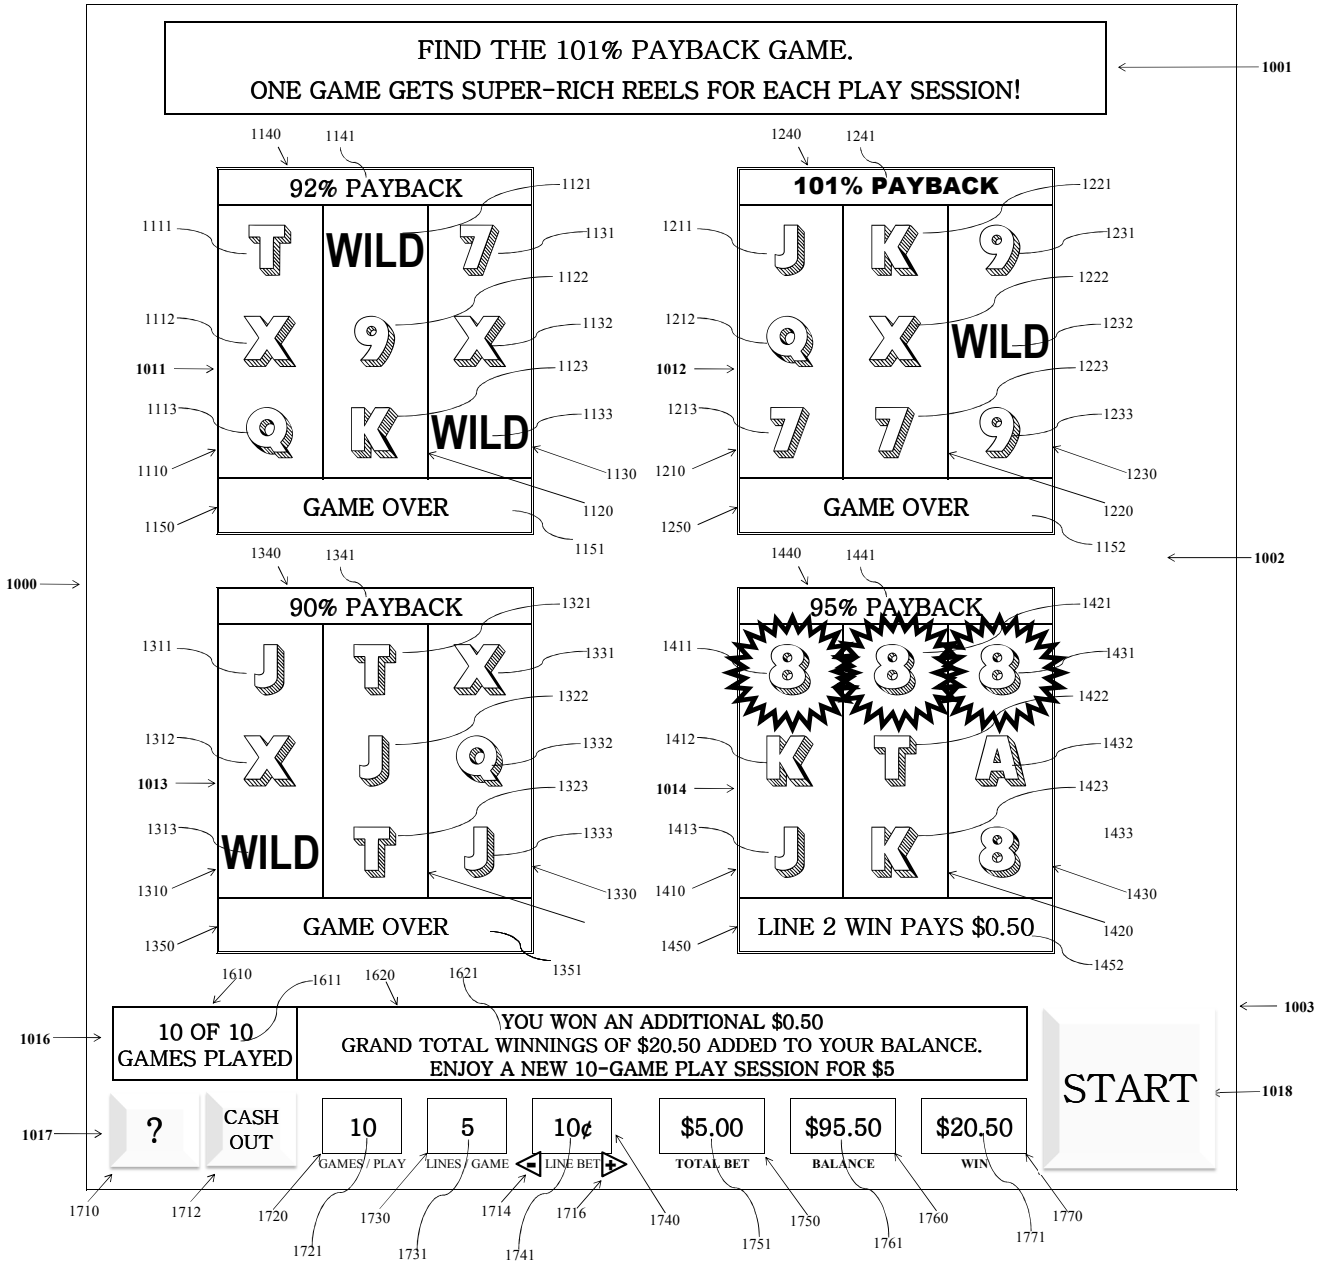 FIND THE 101% PAYBACK GAME.
ONE GAME GETS SUPER-RICH REELS FOR EACH PLAY SESSION!
1001
1140 1141 1240 1241
92% PAYBACK 1121 101% PAYBACK 1221
1111 T WILD 7 1131 1211 J K 9 1231
1122 1222
1112 X 9 X 1132 1212 Q X WILD 1232
1011 1123 1012 1223
1113 Q K WILD 1133 1213 7 7 9 1233
1110 1130 1210 1230
1150 GAME OVER 1120 1250 GAME OVER 1220
1151 1152
1340 1341 1440 1441 1002
1000
90% PAYBACK 1321 95% PAYBACK 1421
1311 J T X 1331 1411 8 8 8 1431
1322 1422
1312 X J Q 1332 1412 K T A 1432
1013 1323 1014 1423
1313 WILD T J 1333 1413 J K 8 1433
1310 1330 1410 1430
1350 GAME OVER 1450 LINE 2 WIN PAYS $0.50 1420
1351 1452
1610 1611 1620 1621
1003
1016
10 OF 10
GAMES PLAYED
YOU WON AN ADDITIONAL $0.50
GRAND TOTAL WINNINGS OF $20.50 ADDED TO YOUR BALANCE.
ENJOY A NEW 10-GAME PLAY SESSION FOR $5
START
1018
1017
?
CASH
OUT
10 5 10¢ $5.00 $95.50 $20.50
GAMES / PLAY LINES / GAME - LINE BET + TOTAL BET BALANCE WIN
1710 1712 1720 1730 1714 1716 1740 1750 1760 1770
1721 1731 1741 1751 1761 1771